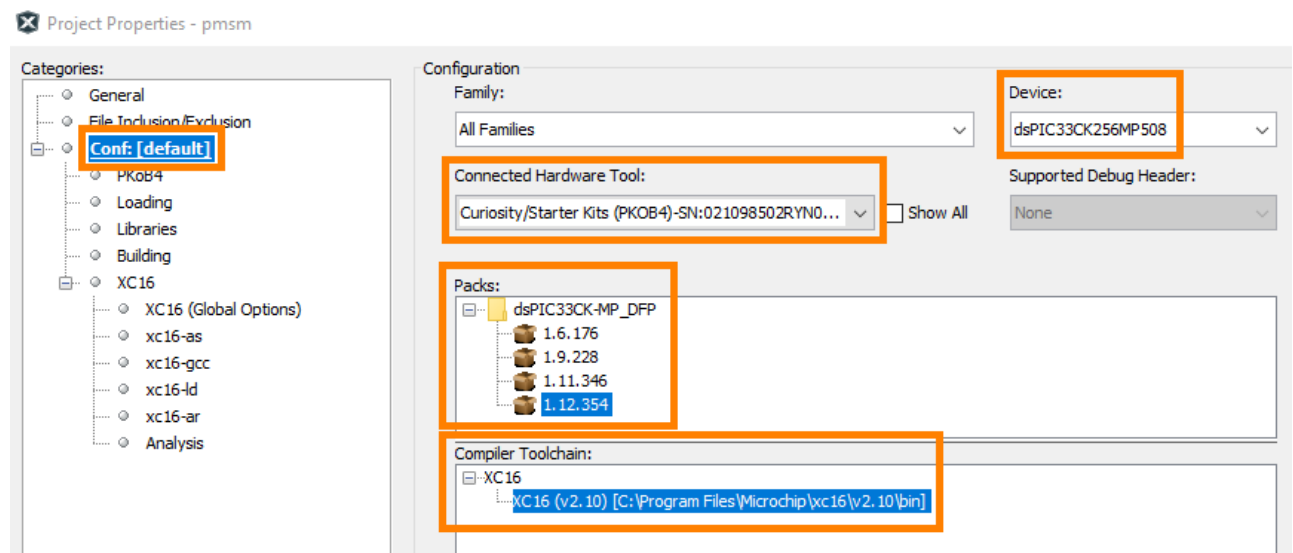 Project Properties - pmsm
Categories:
General
File Inclusion/Exclusion
Conf: [default]
PKoB4
Loading
Libraries
Building
XC16
XC16 (Global Options)
xc16-as
xc16-gcc
xc16-ld
xc16-ar
Analysis
Configuration
Family:
Device:
All Families
dsPIC33CK256MP508
Connected Hardware Tool:
Supported Debug Header:
Curiosity/Starter Kits (PKOB4)-SN:021098502RYN0...
Show All
None
Packs:
dsPIC33CK-MP_DFP
1.6.176
1.9.228
1.11.346
1.12.354
Compiler Toolchain:
XC16
XC16 (v2.10) [C:\Program Files\Microchip\xc16\v2.10\bin]